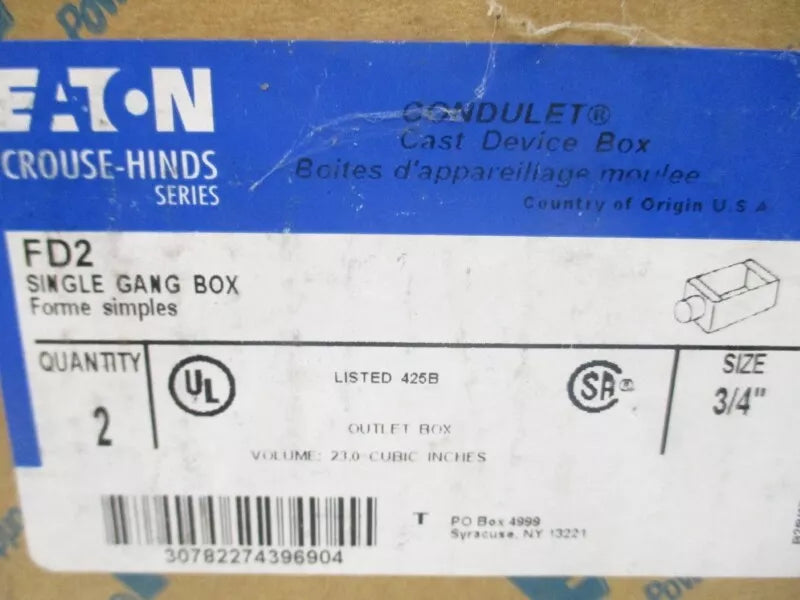 EATON
CROUSE-HINDS
SERIES
CONDULET®
Cast Device Box
Boites d'appareillage moulee
Country of Origin U.S.A.
FD2
SINGLE GANG BOX
Forme simples
QUANTITY
2
UL
LISTED 425B
OUTLET BOX
VOLUME: 23.0 CUBIC INCHES
SA®
SIZE
3/4"
30782274396904
T
PO Box 4999
Syracuse, NY 13221